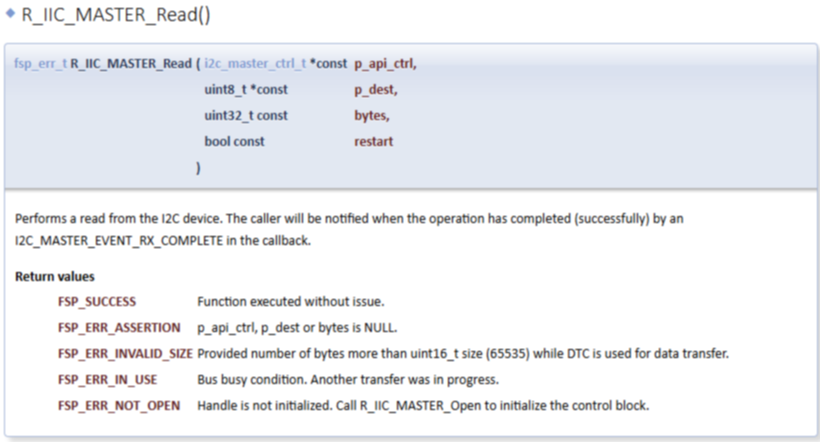 R_IIC_MASTER_Read()
fsp_err_t R_IIC_MASTER_Read ( i2c_master_ctrl_t *const p_api_ctrl,
uint8_t *const p_dest,
uint32_t const bytes,
bool const restart
)
Performs a read from the I2C device. The caller will be notified when the operation has completed (successfully) by an
I2C_MASTER_EVENT_RX_COMPLETE in the callback.
Return values
FSP_SUCCESS Function executed without issue.
FSP_ERR_ASSERTION p_api_ctrl, p_dest or bytes is NULL.
FSP_ERR_INVALID_SIZE Provided number of bytes more than uint16_t size (65535) while DTC is used for data transfer.
FSP_ERR_IN_USE Bus busy condition. Another transfer was in progress.
FSP_ERR_NOT_OPEN Handle is not initialized. Call R_IIC_MASTER_Open to initialize the control block.